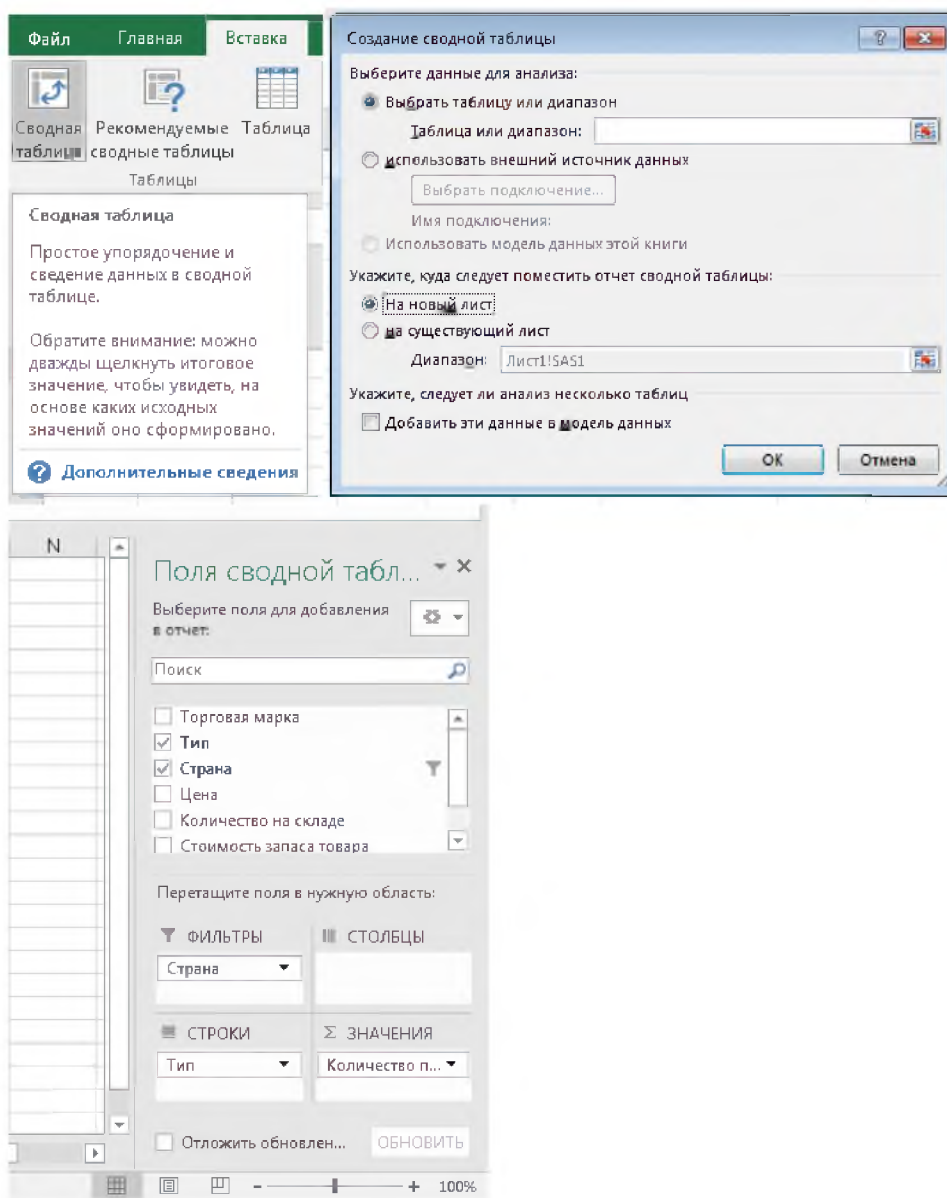 Файл Главная Вставка
Сводная таблица
Рекомендуемые сводные таблицы
Таблица
Таблицы
Сводная таблица
Простое упорядочение и
сведение данных в сводной
таблице.
Обратите внимание: можно
дважды щелкнуть итоговое
значение, чтобы увидеть, на
основе каких исходных
значений оно сформировано.
? Дополнительные сведения
Создание сводной таблицы
Выберите данные для анализа:
Выбрать таблицу или диапазон
Таблица или диапазон:
использовать внешний источник данных
Выбрать подключение...
Имя подключения:
Использовать модель данных этой книги
Укажите, куда следует поместить отчет сводной таблицы:
На новый лист
на существующий лист
Диапазон: Лист1!$A$1
Укажите, следует ли анализ несколько таблиц
Добавить эти данные в модель данных
ОК Отмена
N
Поля сводной табл...
Выберите поля для добавления
в отчет:
Поиск
Торговая марка
Тип
Страна
Цена
Количество на складе
Стоимость запаса товара
Перетащите поля в нужную область:
ФИЛЬТРЫ
Страна
СТОЛБЦЫ
СТРОКИ
Тип
Σ ЗНАЧЕНИЯ
Количество п...
Отложить обновлен... ОБНОВИТЬ
- + 100%